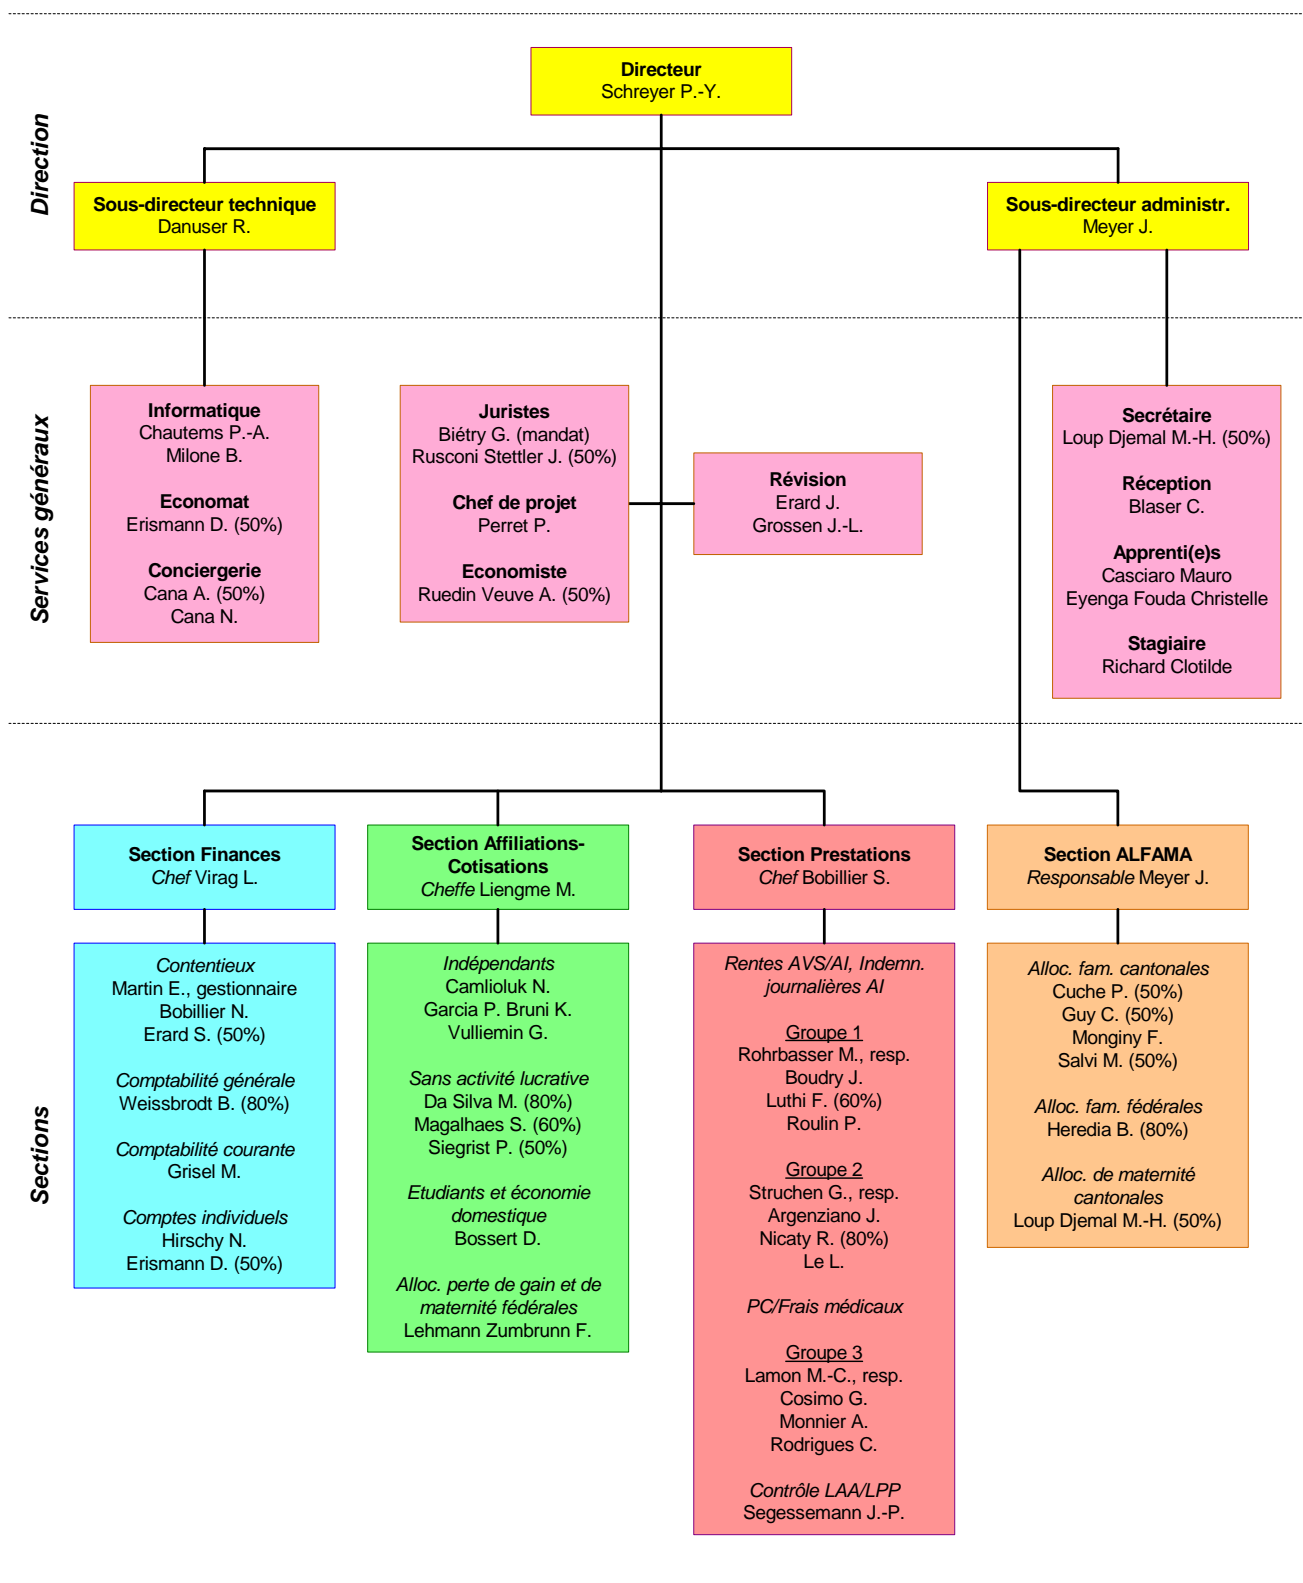 Direction
Directeur
Schreyer P.-Y.
Sous-directeur technique
Danuser R.
Sous-directeur administr.
Meyer J.
Services généraux
Informatique
Chautems P.-A.
Milone B.
Economat
Erismann D. (50%)
Conciergerie
Cana A. (50%)
Cana N.
Juristes
Biétry G. (mandat)
Rusconi Stettler J. (50%)
Chef de projet
Perret P.
Economiste
Ruedin Veuve A. (50%)
Révision
Erard J.
Grossen J.-L.
Secrétaire
Loup Djemal M.-H. (50%)
Réception
Blaser C.
Apprenti(e)s
Casciaro Mauro
Eyenga Fouda Christelle
Stagiaire
Richard Clotilde
Sections
Section Finances
Chef Virag L.
Contentieux
Martin E., gestionnaire
Bobillier N.
Erard S. (50%)
Comptabilité générale
Weissbrodt B. (80%)
Comptabilité courante
Grisel M.
Comptes individuels
Hirschy N.
Erismann D. (50%)
Section Affiliations-
Cotisations
Cheffe Liengme M.
Indépendants
Camlioluk N.
Garcia P. Bruni K.
Vulliemin G.
Sans activité lucrative
Da Silva M. (80%)
Magalhaes S. (60%)
Siegrist P. (50%)
Etudiants et économie
domestique
Bossert D.
Alloc. perte de gain et de
maternité fédérales
Lehmann Zumbrunn F.
Section Prestations
Chef Bobillier S.
Rentes AVS/AI, Indemn.
journalières AI
Groupe 1
Rohrbasser M., resp.
Boudry J.
Luthi F. (60%)
Roulin P.
Groupe 2
Struchen G., resp.
Argenziano J.
Nicaty R. (80%)
Le L.
PC/Frais médicaux
Groupe 3
Lamon M.-C., resp.
Cosimo G.
Monnier A.
Rodrigues C.
Contrôle LAA/LPP
Segessemann J.-P.
Section ALFAMA
Responsable Meyer J.
Alloc. fam. cantonales
Cuche P. (50%)
Guy C. (50%)
Monginy F.
Salvi M. (50%)
Alloc. fam. fédérales
Heredia B. (80%)
Alloc. de maternité
cantonales
Loup Djemal M.-H. (50%)